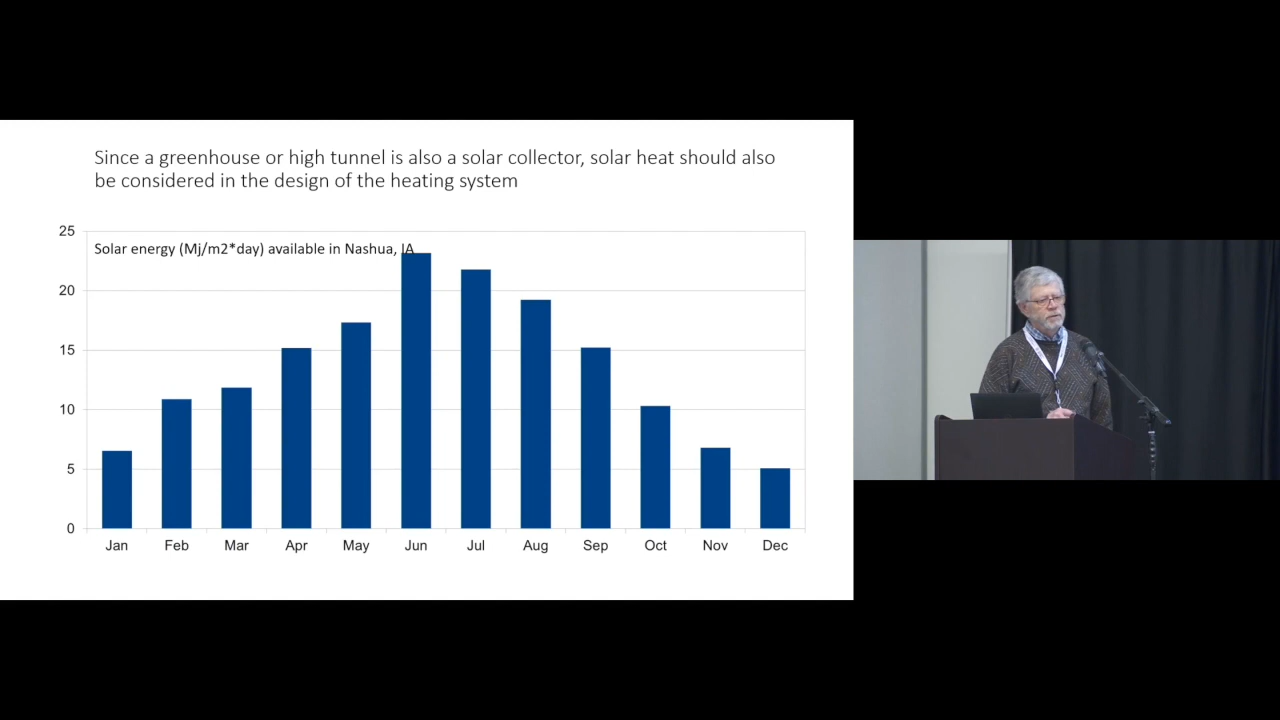 Since a greenhouse or high tunnel is also a solar collector, solar heat should also
be considered in the design of the heating system
Solar energy (Mj/m2*day) available in Nashua, IA
25
20
15
10
5
0
Jan Feb Mar Apr May Jun Jul Aug Sep Oct Nov Dec